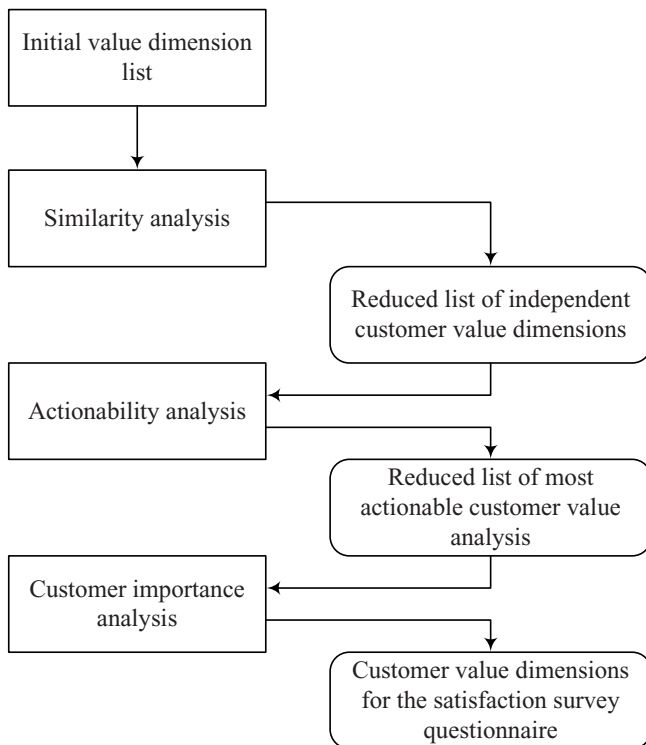 Initial value dimension
list
Similarity analysis
Reduced list of independent
customer value dimensions
Actionability analysis
Reduced list of most
actionable customer value
analysis
Customer importance
analysis
Customer value dimensions
for the satisfaction survey
questionnaire